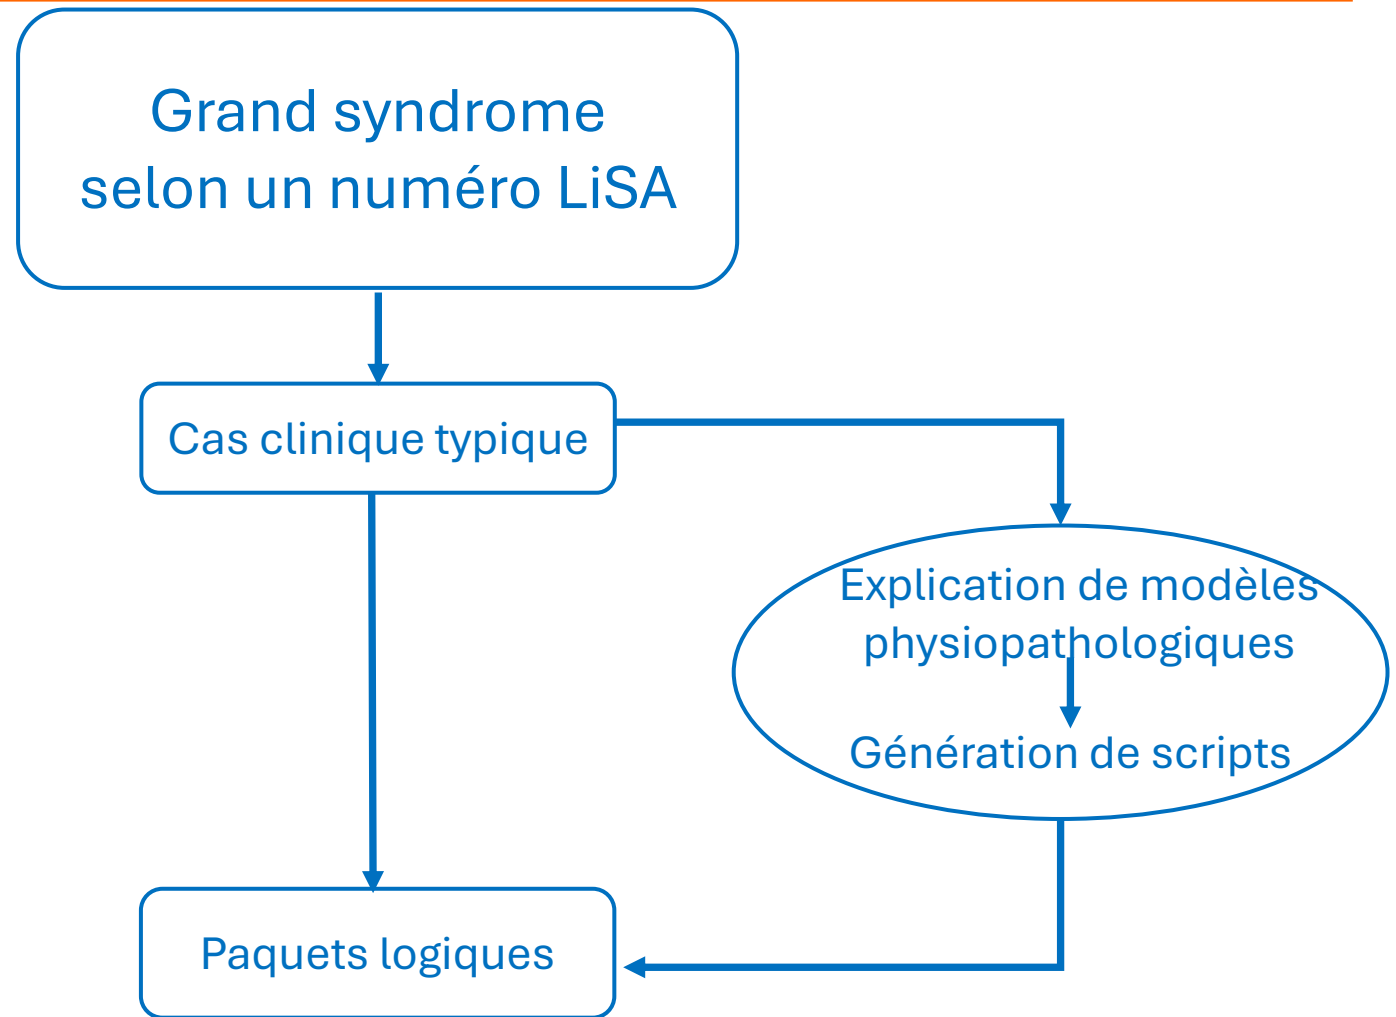 Grand syndrome
selon un numéro LiSA
Cas clinique typique
Explication de modèles
physiopathologiques
Génération de scripts
Paquets logiques